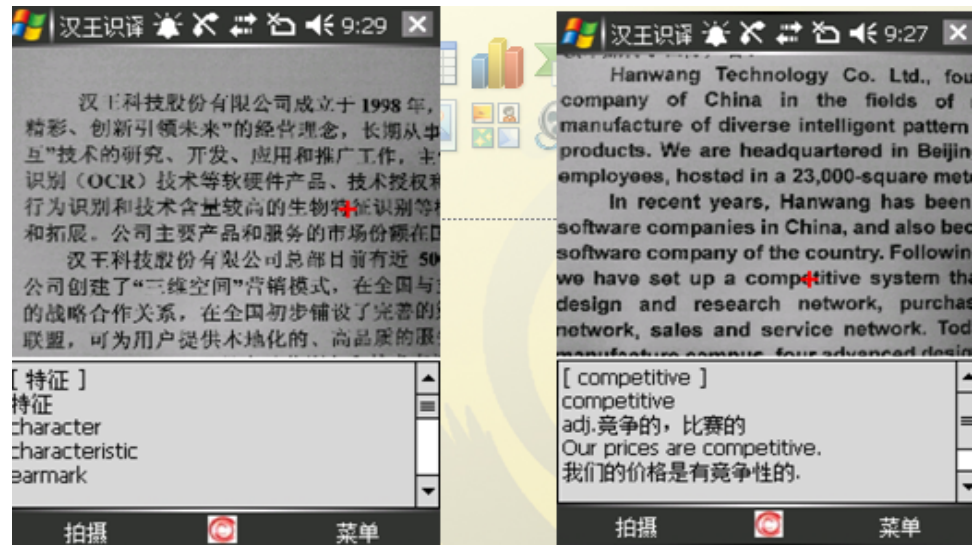 汉王识译 9:29
汉王科技股份有限公司成立于 1998 年，
精彩、创新引领未来”的经营理念，长期从事
互”技术的研究、开发、应用和推广工作，主
识别（OCR）技术等软硬件产品、技术授权和
行为识别和技术含量较高的生物特征识别等
和拓展。公司主要产品和服务的市场份额在
汉王科技股份有限公司总部目前有近 500
公司创建了“三维空间”营销模式，在全国与
的战略合作关系，在全国初步铺设了完善的
联盟，可为用户提供本地化的、高品质的服
[ 特征 ]
特征
character
characteristic
earmark
拍摄 菜单
汉王识译 9:27
Hanwang Technology Co. Ltd., fou
company of China in the fields of
manufacture of diverse intelligent pattern
products. We are headquartered in Beijin
employees, hosted in a 23,000-square met
In recent years, Hanwang has been
software companies in China, and also bec
software company of the country. Followin
we have set up a competitive system tha
design and research network, purchas
network, sales and service network. Tod
manufacture campus, four advanced desig
[ competitive ]
competitive
adj.竞争的，比赛的
Our prices are competitive.
我们的价格是有竞争性的.
拍摄 菜单